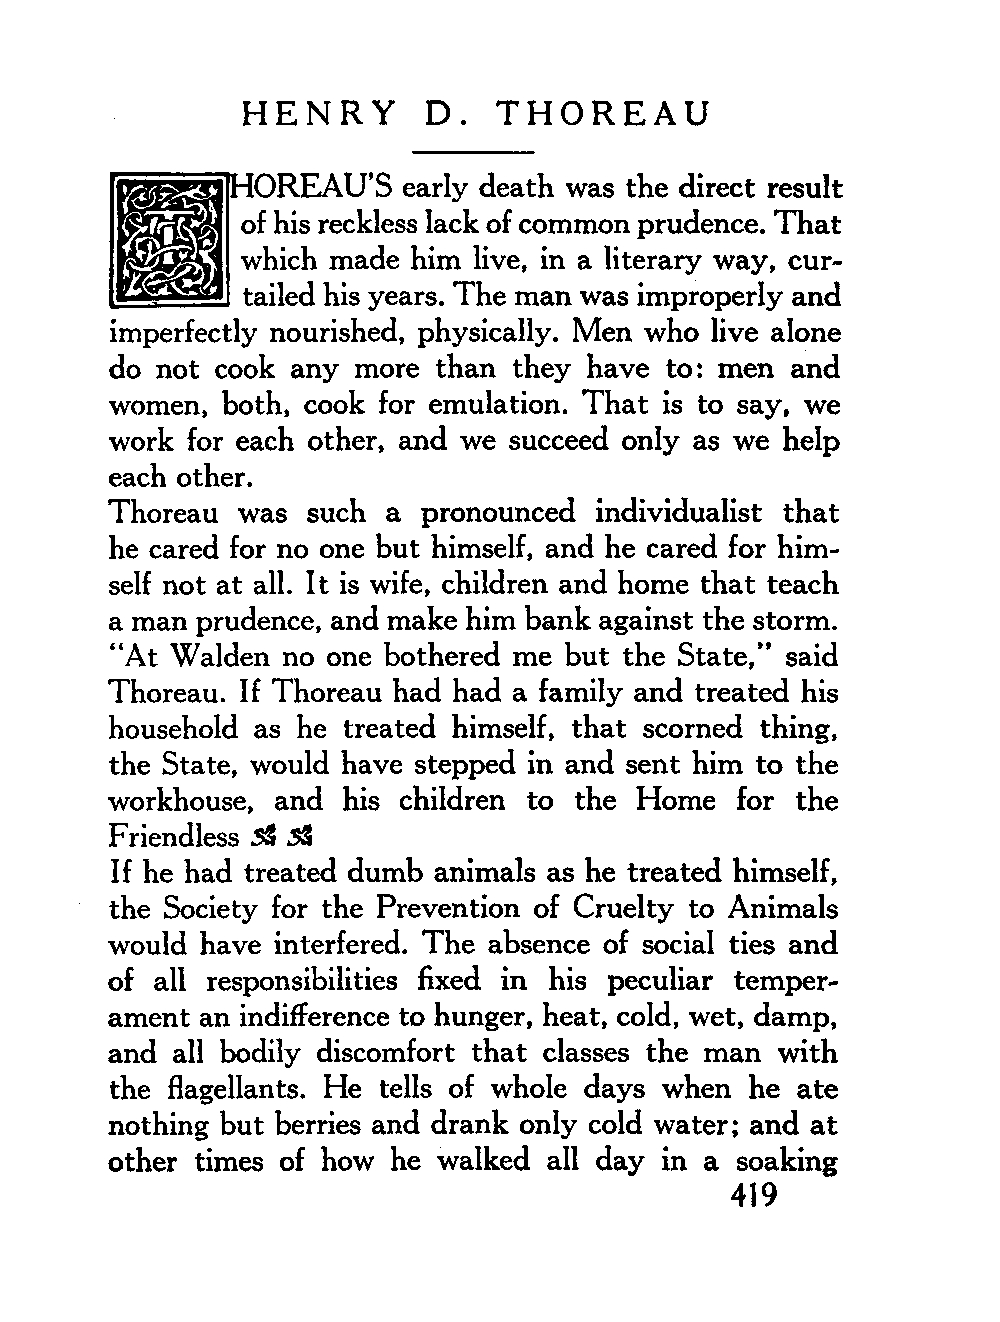 HENRY D. THOREAU
THOREAU'S early death was the direct result
of his reckless lack of common prudence. That
which made him live, in a literary way, cur-
tailed his years. The man was improperly and
imperfectly nourished, physically. Men who live alone
do not cook any more than they have to: men and
women, both, cook for emulation. That is to say, we
work for each other, and we succeed only as we help
each other.
Thoreau was such a pronounced individualist that
he cared for no one but himself, and he cared for him-
self not at all. It is wife, children and home that teach
a man prudence, and make him bank against the storm.
"At Walden no one bothered me but the State," said
Thoreau. If Thoreau had had a family and treated his
household as he treated himself, that scorned thing,
the State, would have stepped in and sent him to the
workhouse, and his children to the Home for the
Friendless
If he had treated dumb animals as he treated himself,
the Society for the Prevention of Cruelty to Animals
would have interfered. The absence of social ties and
of all responsibilities fixed in his peculiar temper-
ament an indifference to hunger, heat, cold, wet, damp,
and all bodily discomfort that classes the man with
the flagellants. He tells of whole days when he ate
nothing but berries and drank only cold water; and at
other times of how he walked all day in a soaking
419